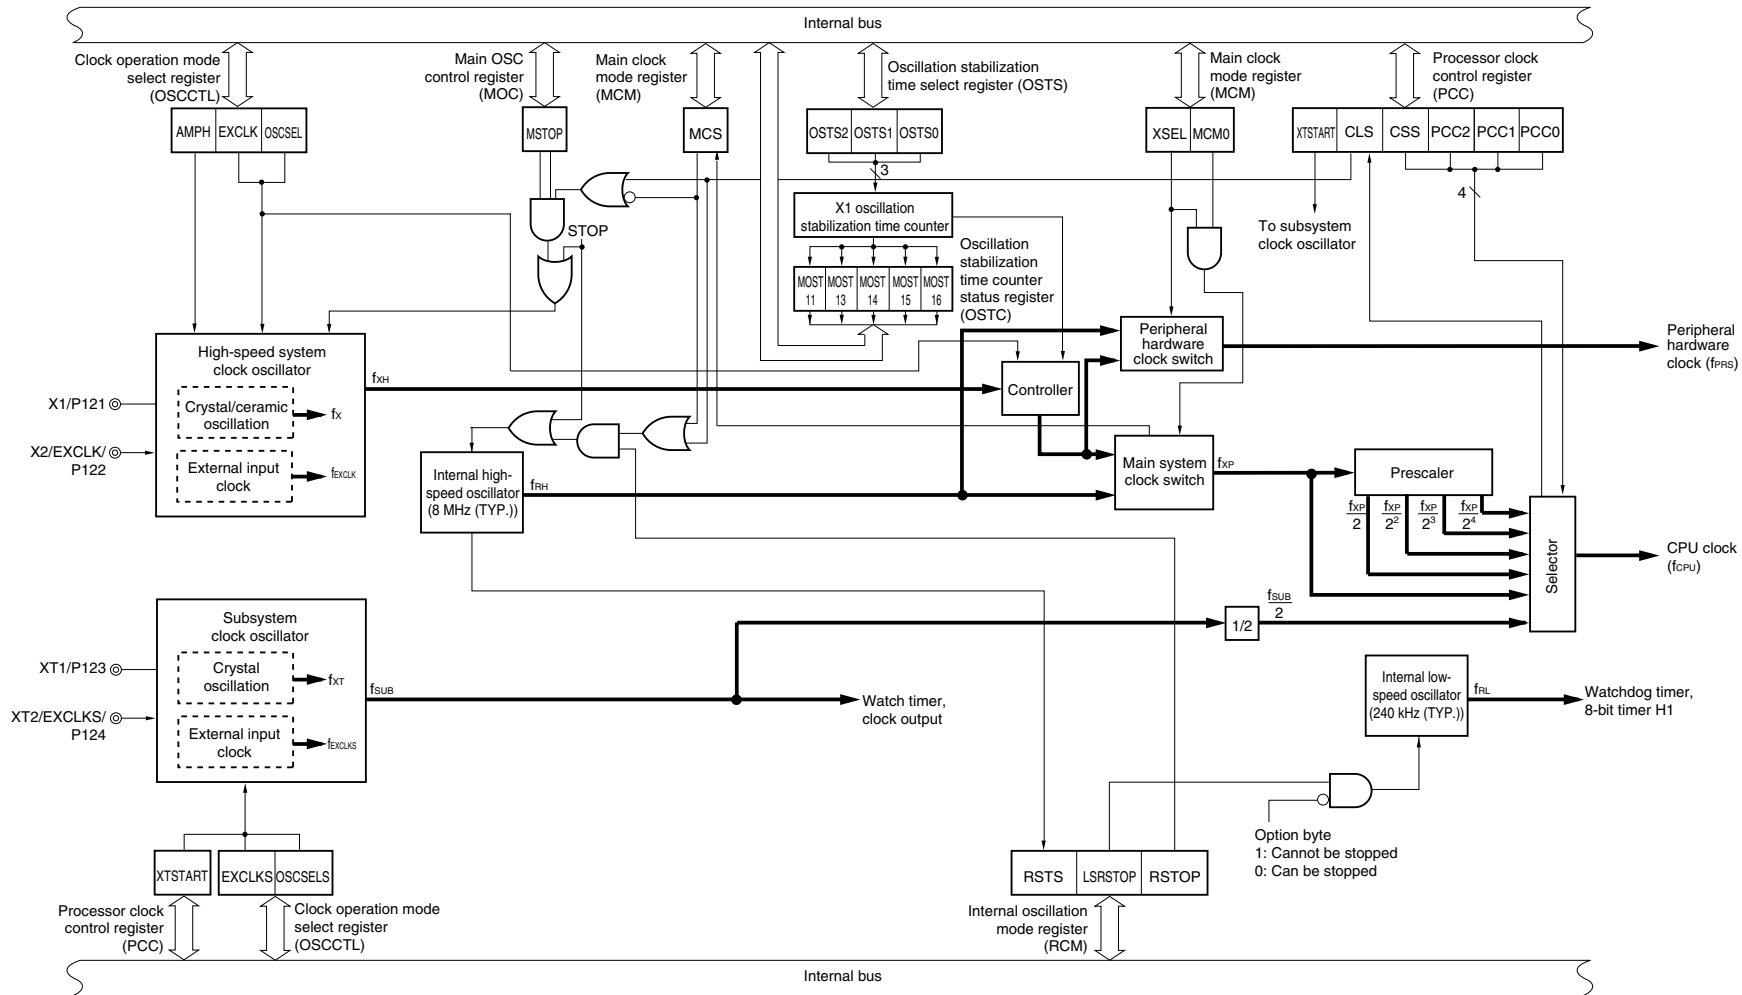 Internal bus
Clock operation mode
select register
(OSCCTL)
Main OSC
control register
(MOC)
Main clock
mode register
(MCM)
Oscillation stabilization
time select register (OSTS)
Main clock
mode register
(MCM)
Processor clock
control register
(PCC)
AMPH EXCLK OSCSEL
MSTOP
MCS
OSTS2 OSTS1 OSTS0
XSEL MCM0
XTSTART CLS CSS PCC2 PCC1 PCC0
3
4
STOP
X1 oscillation
stabilization time counter
To subsystem
clock oscillator
Oscillation
stabilization
time counter
status register
(OSTC)
MOST MOST MOST MOST MOST
11 13 14 15 16
High-speed system
clock oscillator
Crystal/ceramic
oscillation
fX
External input
clock
fEXCLK
X1/P121
X2/EXCLK/
P122
fXH
Controller
Peripheral
hardware
clock switch
Peripheral
hardware
clock (fPRS)
Internal high-
speed oscillator
(8 MHz (TYP.))
fRH
Main system
clock switch
fXP
Prescaler
fXP fXP fXP fXP
2 2² 2³ 2⁴
Selector
CPU clock
(fCPU)
fSUB
2
1/2
Subsystem
clock oscillator
Crystal
oscillation
fXT
External input
clock
fEXCLKS
XT1/P123
XT2/EXCLKS/
P124
fSUB
Watch timer,
clock output
Internal low-
speed oscillator
(240 kHz (TYP.))
fRL
Watchdog timer,
8-bit timer H1
Option byte
1: Cannot be stopped
0: Can be stopped
XTSTART
EXCLKS OSCSELS
RSTS LSRSTOP RSTOP
Processor clock
control register
(PCC)
Clock operation mode
select register
(OSCCTL)
Internal oscillation
mode register
(RCM)
Internal bus